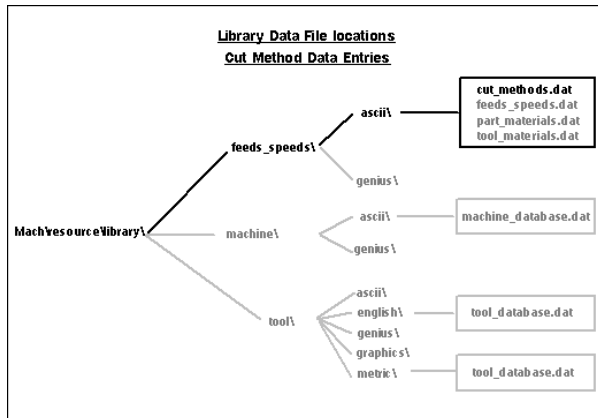 Library Data File locations
Cut Method Data Entries
cut_methods.dat
feeds_speeds.dat
part_materials.dat
tool_materials.dat
ascii\
feeds_speeds\
genius\
ascii\
machine_database.dat
Mach\resource\library\
machine\
genius\
ascii\
english\
tool_database.dat
tool\
genius\
graphics\
metric\
tool_database.dat